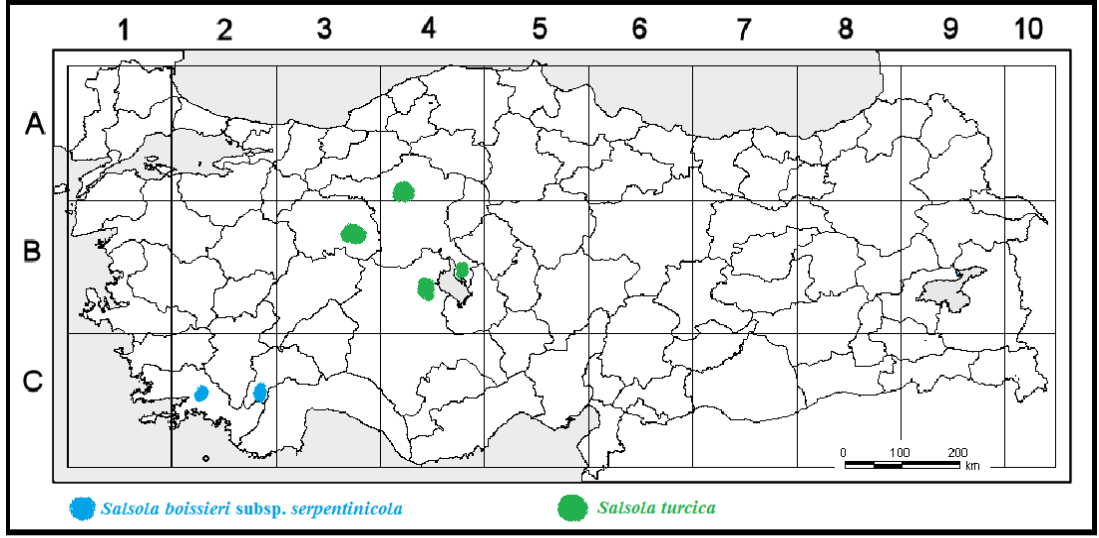 1 2 3 4 5 6 7 8 9 10
A
B
C
0 100 200
km
Salsola boissieri subsp. serpentinicola Salsola turcica